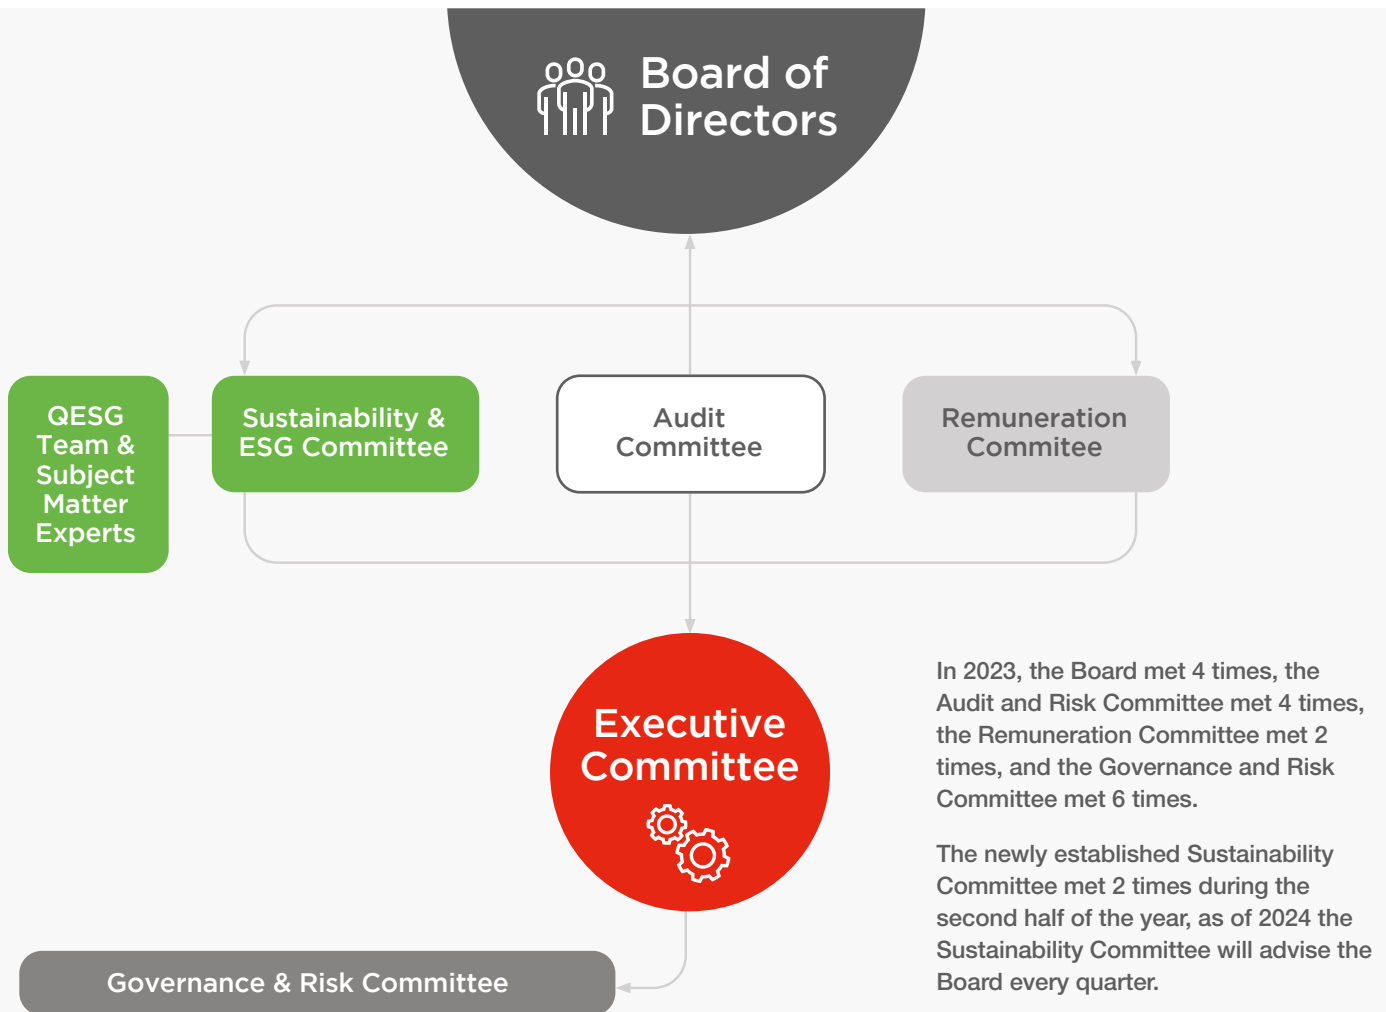 Board of
Directors
QESG
Team &
Subject
Matter
Experts
Sustainability &
ESG Committee
Audit
Committee
Remuneration
Commitee
Executive
Committee
In 2023, the Board met 4 times, the
Audit and Risk Committee met 4 times,
the Remuneration Committee met 2
times, and the Governance and Risk
Committee met 6 times.
The newly established Sustainability
Committee met 2 times during the
second half of the year, as of 2024 the
Sustainability Committee will advise the
Board every quarter.
Governance & Risk Committee